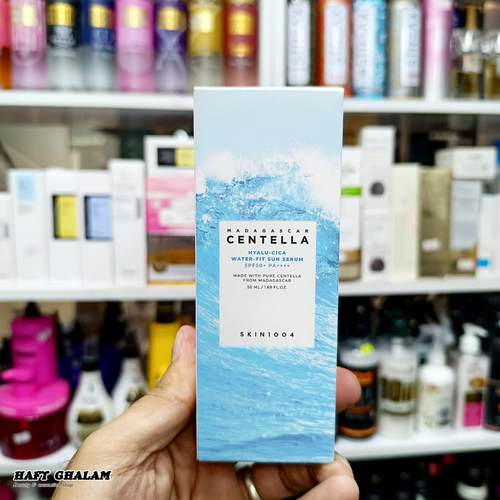 MADAGASCAR
CENTELLA
HYALU-CICA
WATER-FIT SUN SERUM
SPF50+ PA++++
MADE WITH PURE CENTELLA
FROM MADAGASCAR
50 ML / 1.69 FL.OZ
SKIN1004
HAFT GHALAM